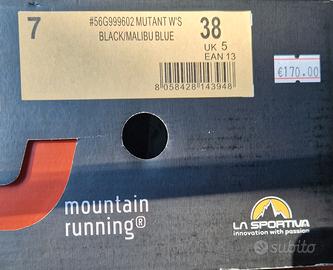 7
#56G999602 MUTANT W'S
BLACK/MALIBU BLUE
38
UK 5
EAN 13
8 058428 143948
€170.00
mountain
running®
LA SPORTIVA
innovation with passion
subito